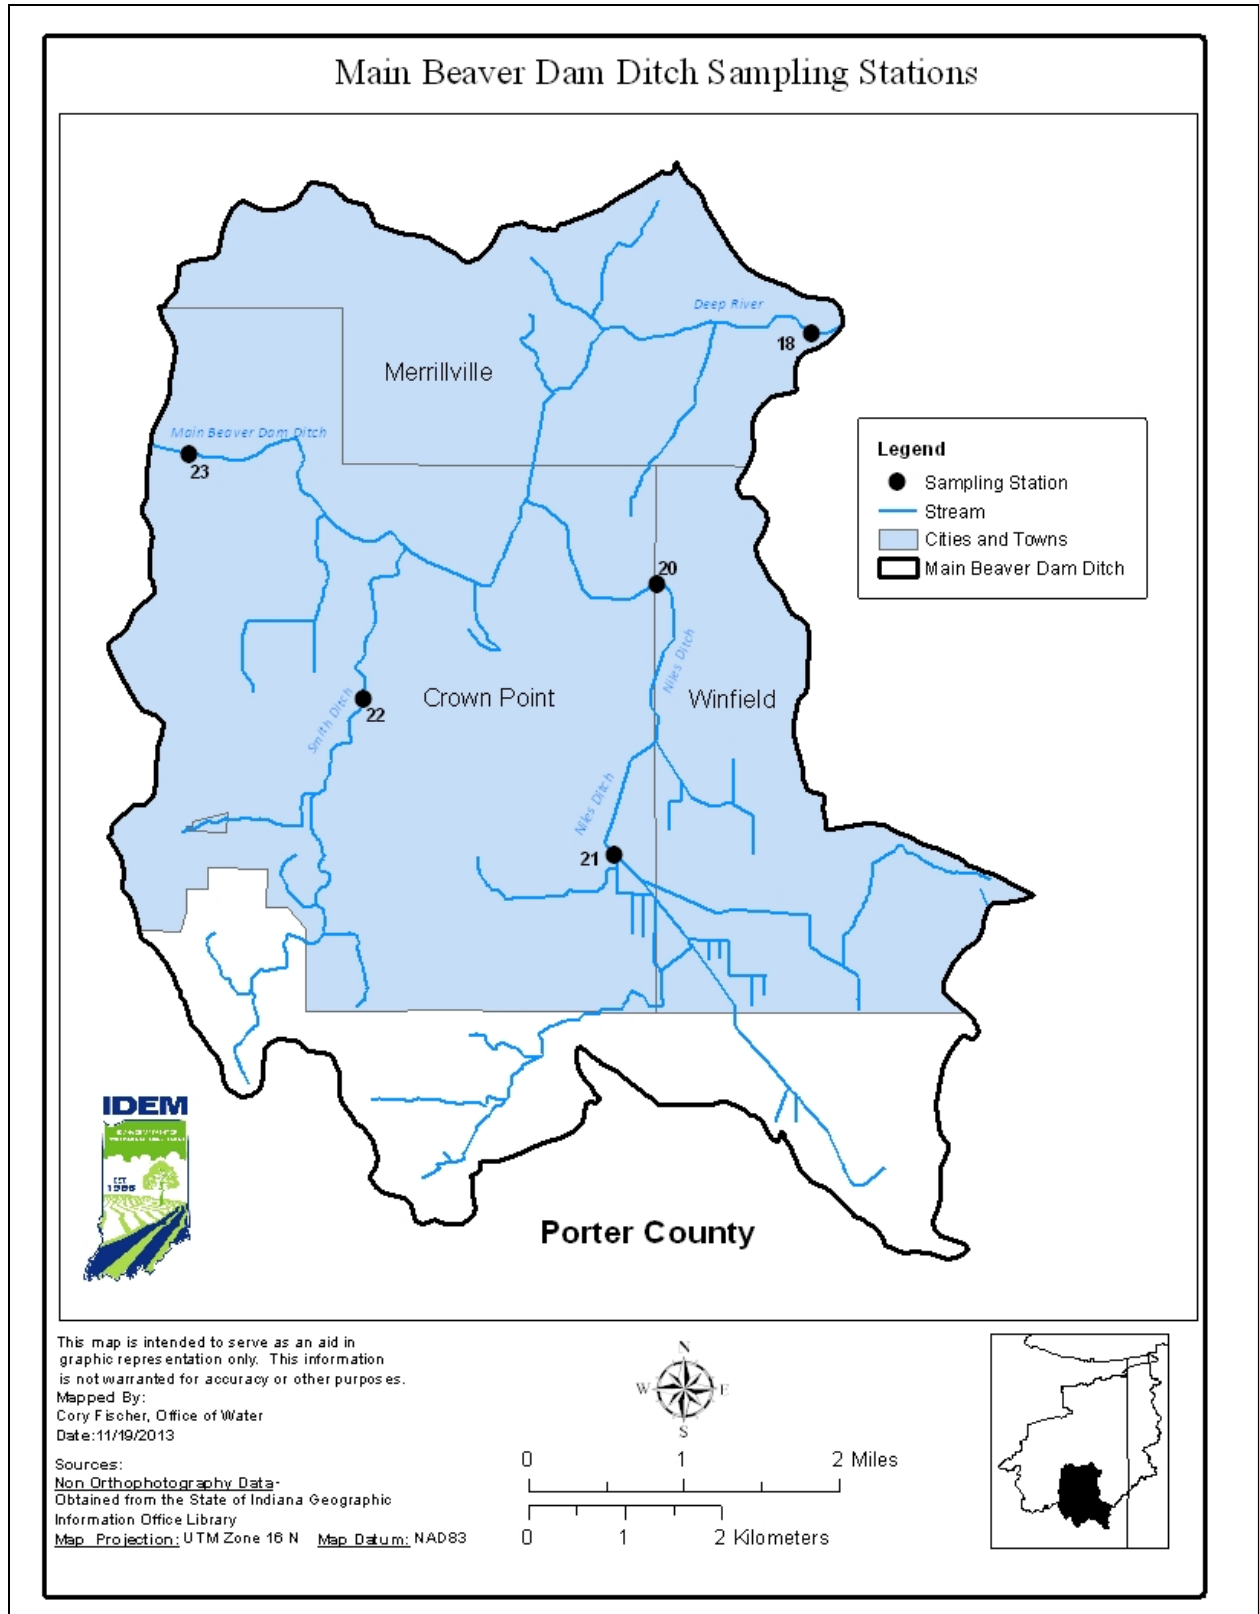 Main Beaver Dam Ditch Sampling Stations
Deep River
18
Merrillville
Main Beaver Dam Ditch
23
Legend
Sampling Station
Stream
Cities and Towns
Main Beaver Dam Ditch
20
Niles Ditch
Crown Point
Winfield
22
Smith Ditch
Niles Ditch
21
IDEM
EST.
1986
Porter County
This map is intended to serve as an aid in
graphic representation only. This information
is not warranted for accuracy or other purposes.
Mapped By:
Cory Fischer, Office of Water
Date:11/19/2013
Sources:
Non Orthophotography Data-
Obtained from the State of Indiana Geographic
Information Office Library
Map Projection: UTM Zone 16 N Map Datum: NAD83
N
W E
S
0 1 2 Miles
0 1 2 Kilometers